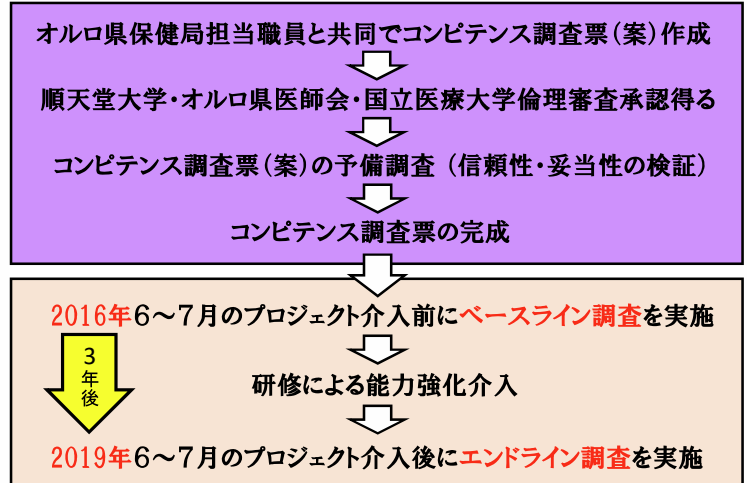 オルロ県保健局担当職員と共同でコンピテンス調査票（案）作成
順天堂大学・オルロ県医師会・国立医療大学倫理審査承認得る
コンピテンス調査票（案）の予備調査（信頼性・妥当性の検証）
コンピテンス調査票の完成
2016年６～７月のプロジェクト介入前にベースライン調査を実施
3年後
研修による能力強化介入
2019年６～７月のプロジェクト介入後にエンドライン調査を実施